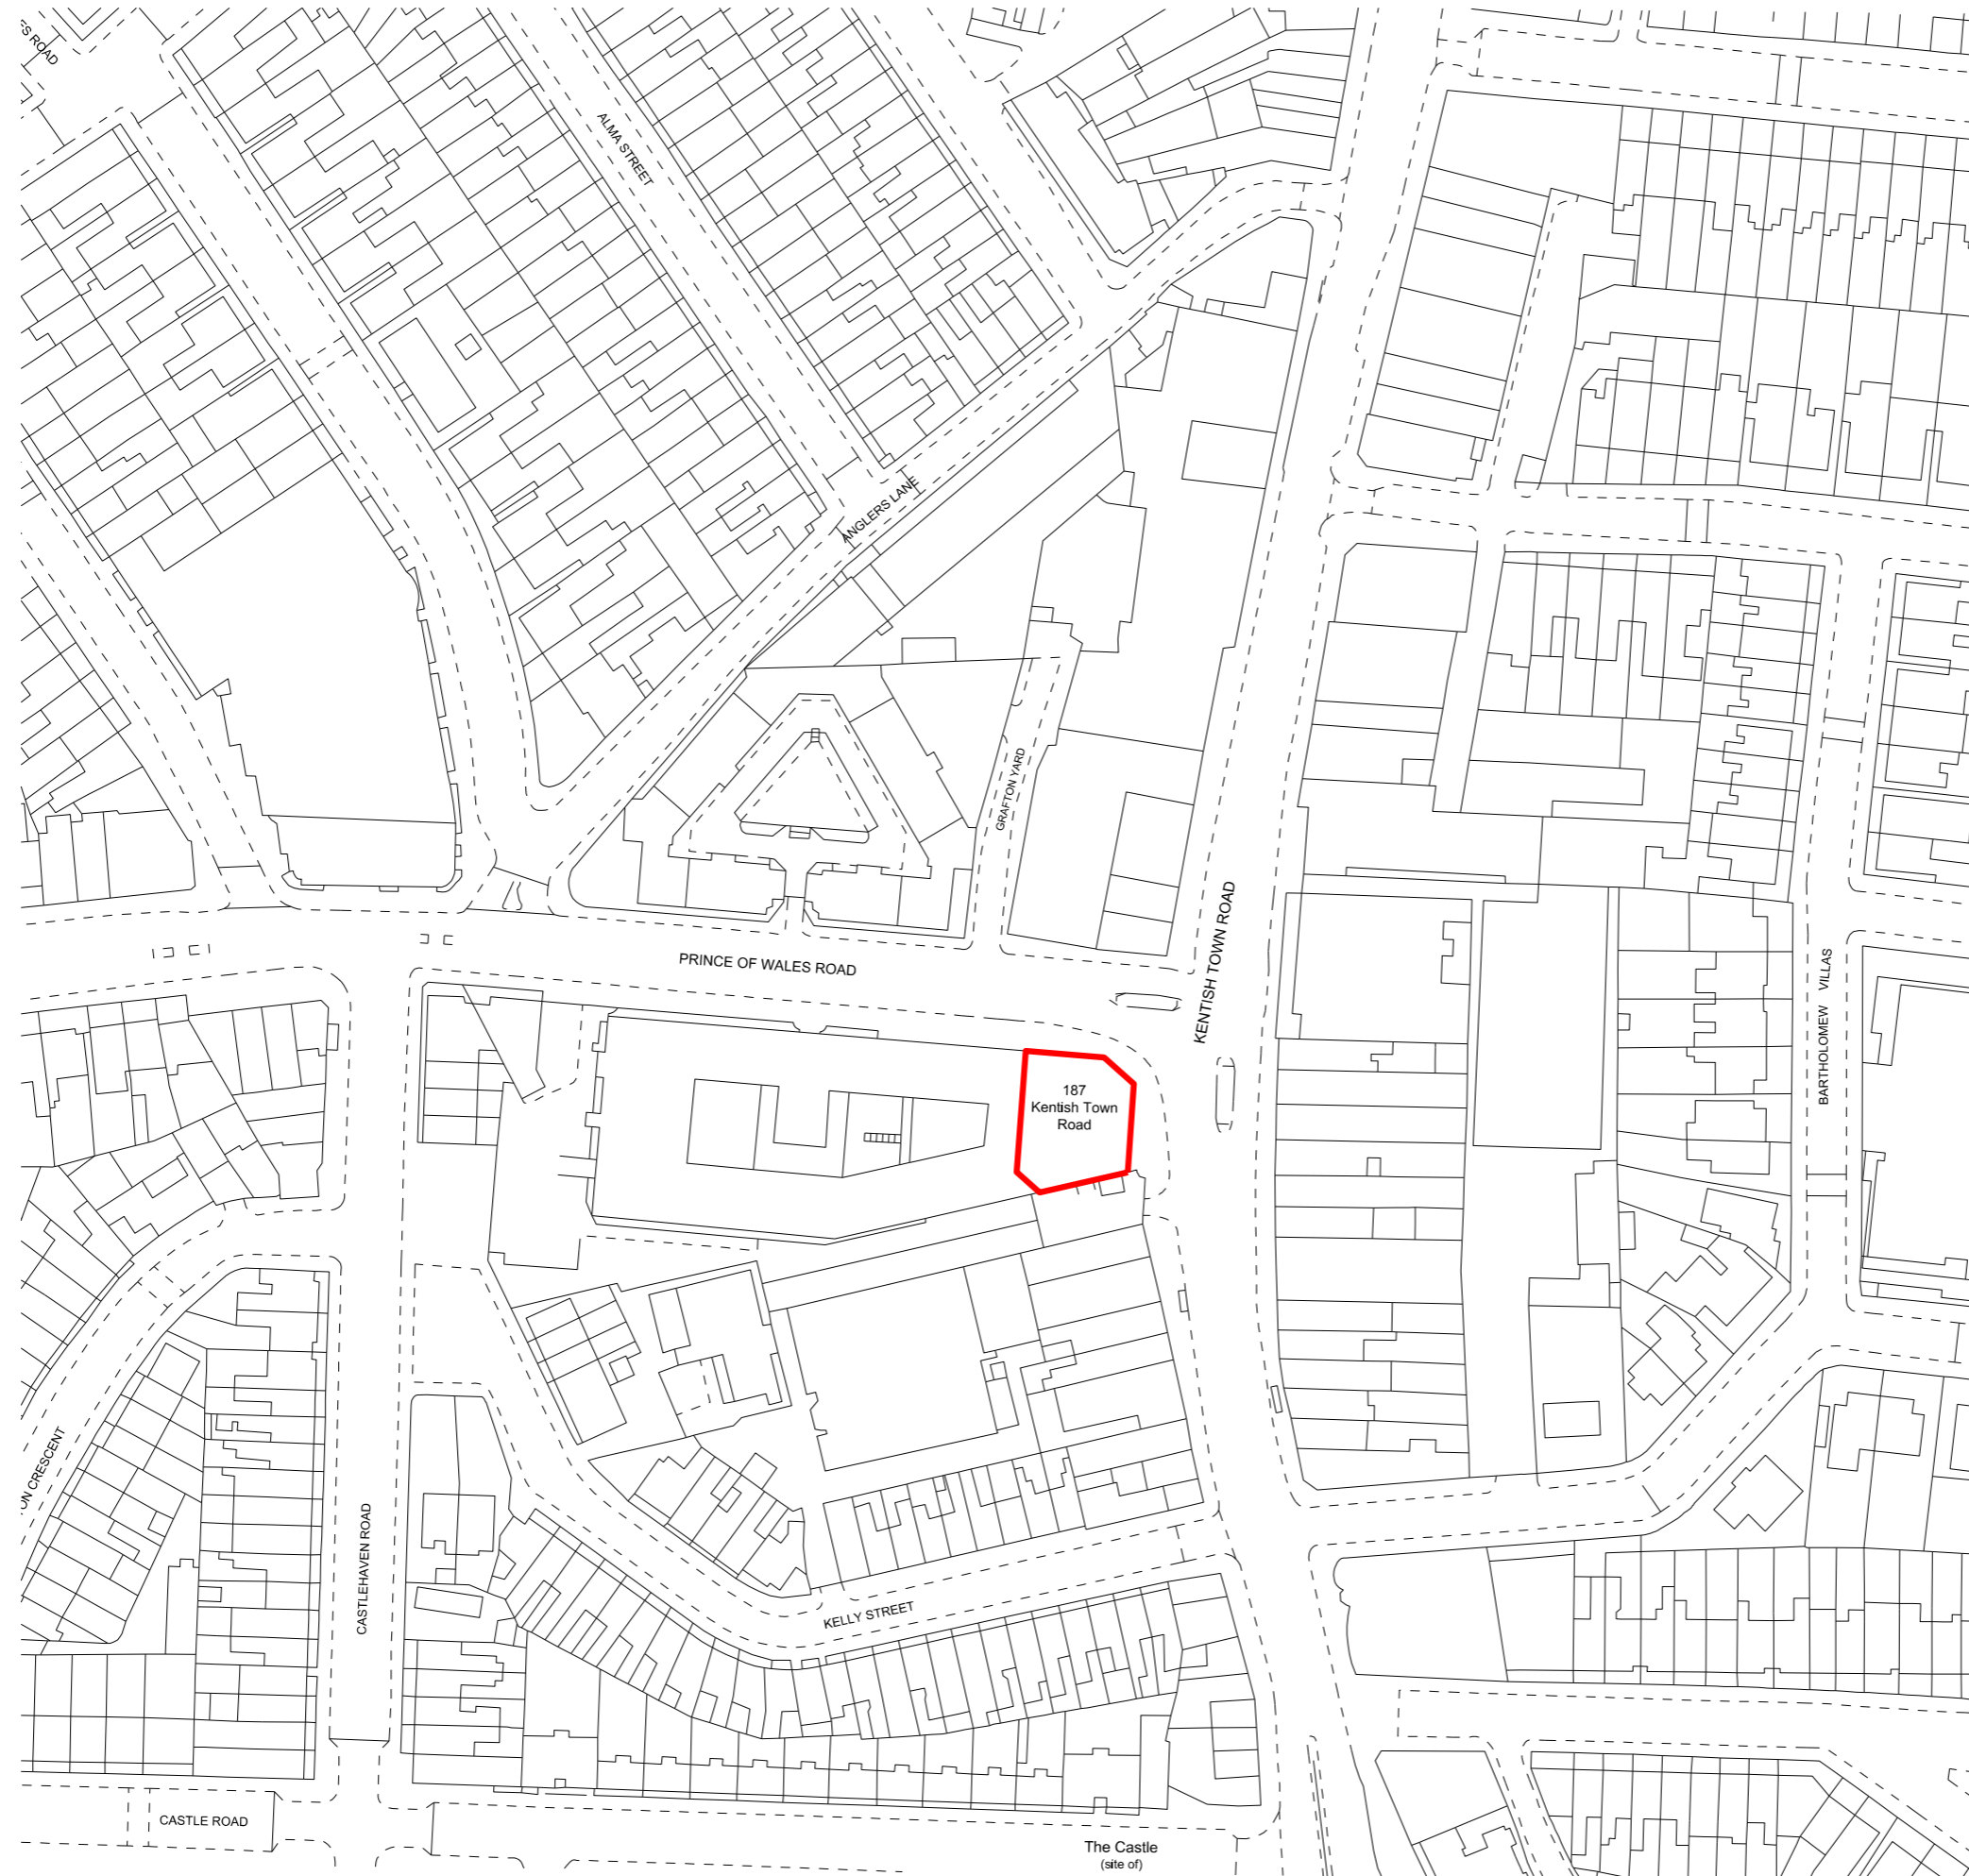 S ROAD
ALMA STREET
ANGLERS LANE
GRAFTON YARD
KENTISH TOWN ROAD
PRINCE OF WALES ROAD
BARTHOLOMEW VILLAS
187
Kentish Town
Road
ON CRESCENT
CASTLEHAVEN ROAD
KELLY STREET
CASTLE ROAD
The Castle
(site of)